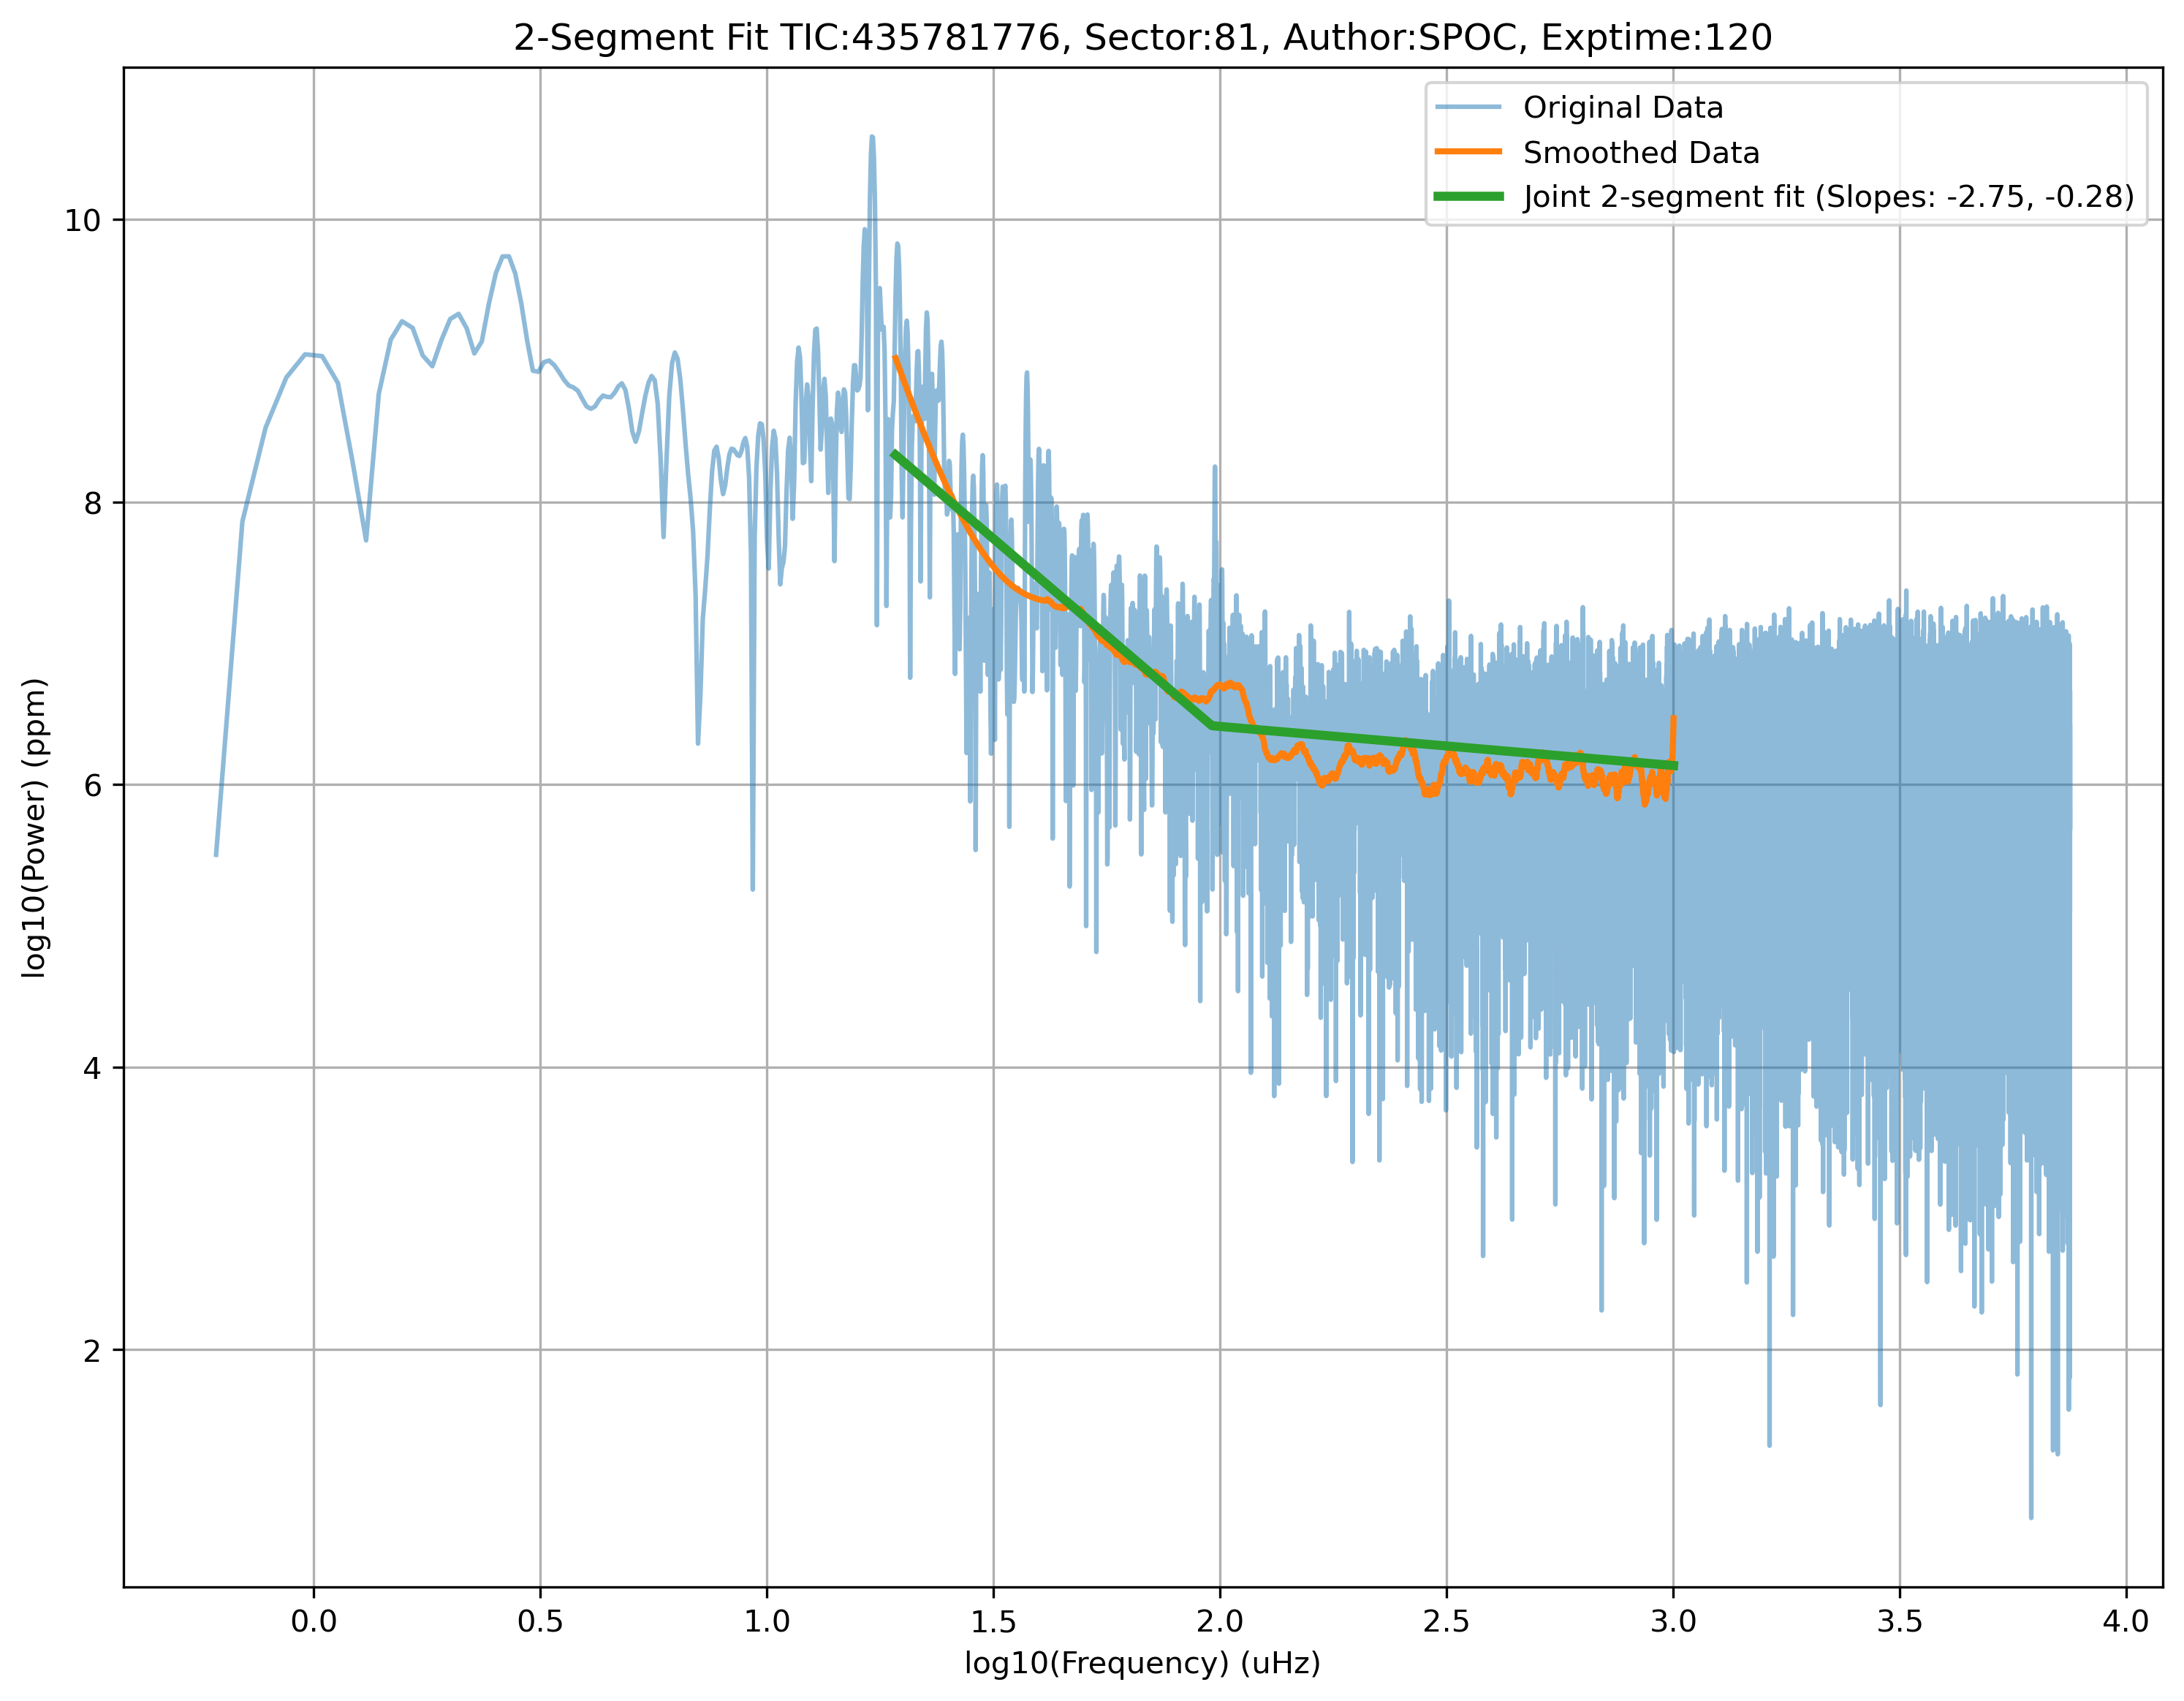 2-Segment Fit TIC:435781776, Sector:81, Author:SPOC, Exptime:120
Original Data
Smoothed Data
Joint 2-segment fit (Slopes: -2.75, -0.28)
log10(Power) (ppm)
10
8
6
4
2
0.0 0.5 1.0 1.5 2.0 2.5 3.0 3.5 4.0
log10(Frequency) (uHz)